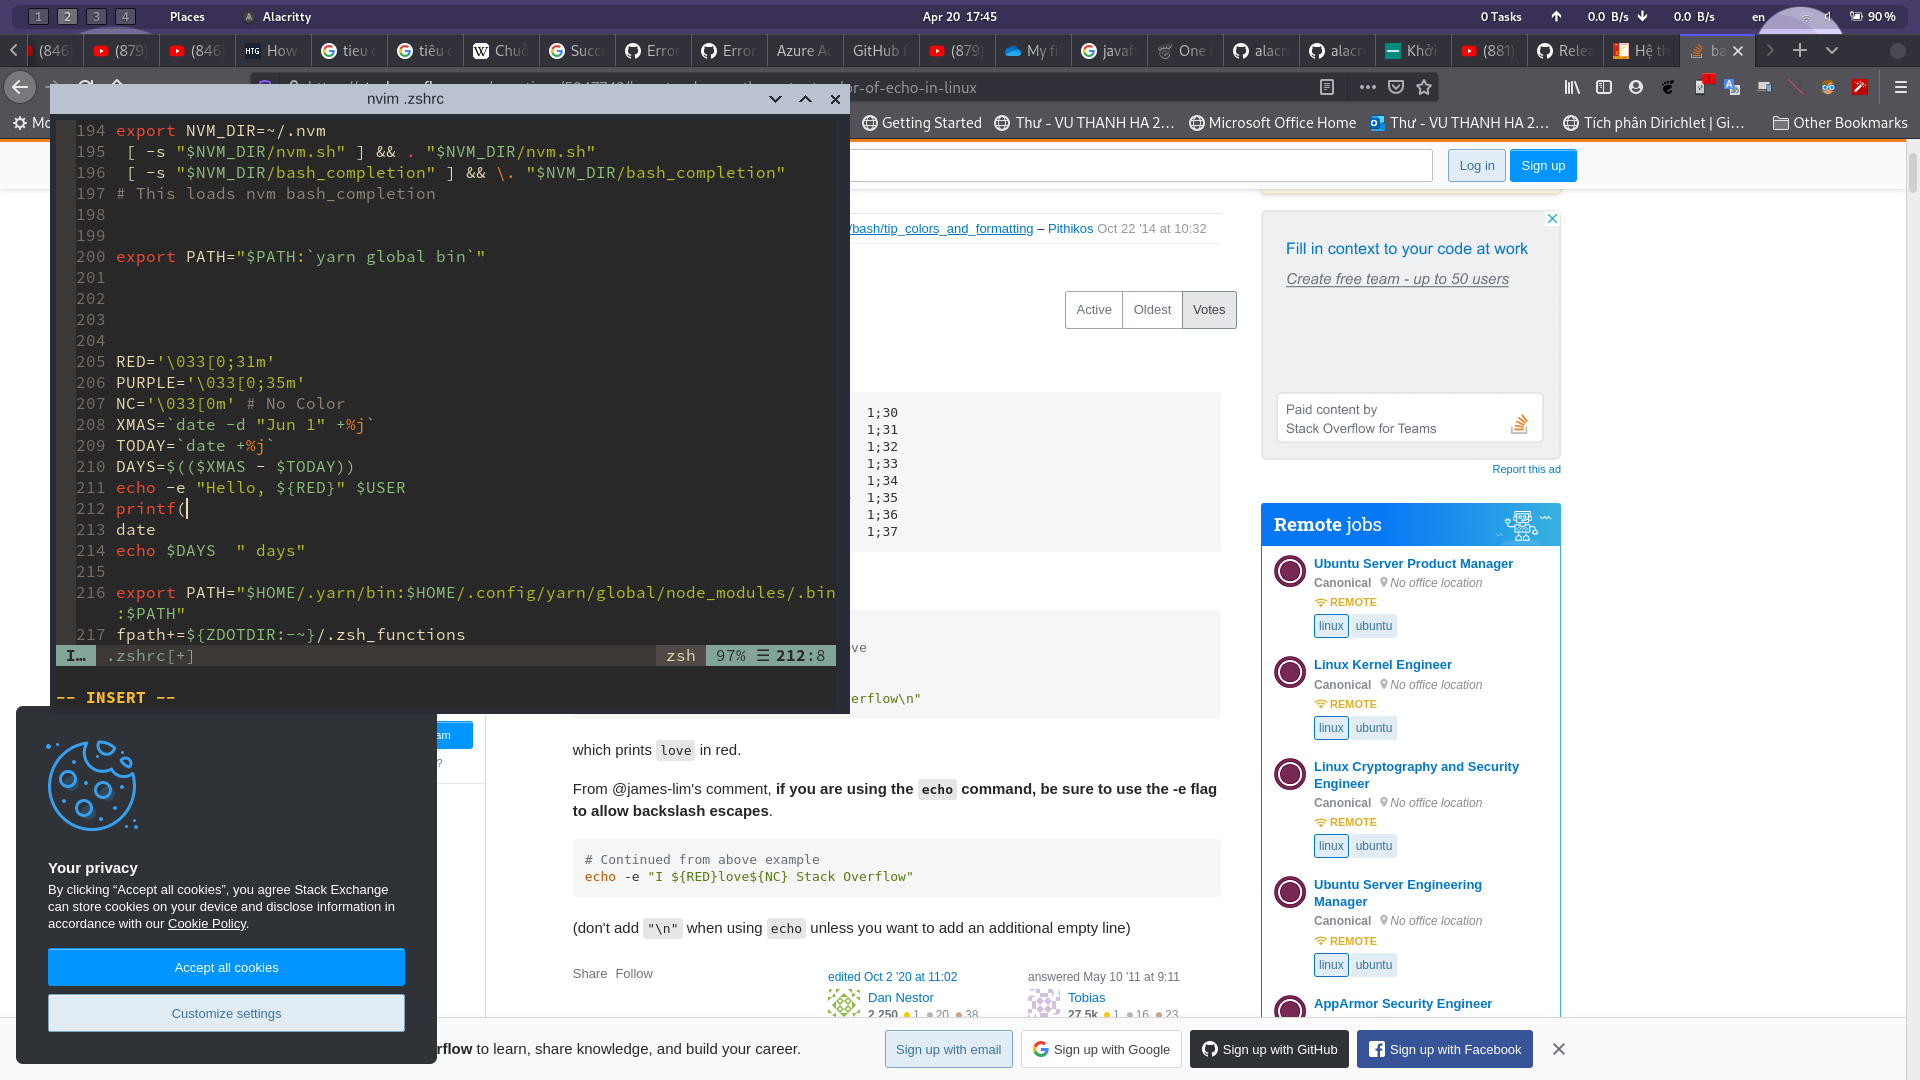 1 2 3 4 Places Alacritty Apr 20 17:45 0 Tasks 0.0 B/s 0.0 B/s en 90 %
(846) (879) (846) HTG How tieu tiêu Chuỗ Succ Error Error Azure A GitHub f (879) My fi javaf One alacr alacr Khởi (881) Relea Hệ th ba
or-of-echo-in-linux
Getting Started Thư - VU THANH HA 2… Microsoft Office Home Thư - VU THANH HA 2… Tích phân Dirichlet | Gi… Other Bookmarks
nvim .zshrc
194 export NVM_DIR=~/.nvm
195 [ -s "$NVM_DIR/nvm.sh" ] && . "$NVM_DIR/nvm.sh"
196 [ -s "$NVM_DIR/bash_completion" ] && \. "$NVM_DIR/bash_completion"
197 # This loads nvm bash_completion
198
199
200 export PATH="$PATH:`yarn global bin`"
201
202
203
204
205 RED='\033[0;31m'
206 PURPLE='\033[0;35m'
207 NC='\033[0m' # No Color
208 XMAS=`date -d "Jun 1" +%j`
209 TODAY=`date +%j`
210 DAYS=$(($XMAS - $TODAY))
211 echo -e "Hello, ${RED}" $USER
212 printf(
213 date
214 echo $DAYS  " days"
215
216 export PATH="$HOME/.yarn/bin:$HOME/.config/yarn/global/node_modules/.bin
:$PATH"
217 fpath+=${ZDOTDIR:-~}/.zsh_functions
I… .zshrc[+] zsh 97% ☰ 212:8
-- INSERT --
Log in Sign up
/bash/tip_colors_and_formatting – Pithikos Oct 22 '14 at 10:32
Active Oldest Votes
1;30
1;31
1;32
1;33
1;34
1;35
1;36
1;37
ve
erflow\n"
which prints love in red.
From @james-lim's comment, if you are using the echo command, be sure to use the -e flag
to allow backslash escapes.
# Continued from above example
echo -e "I ${RED}love${NC} Stack Overflow"
(don't add "\n" when using echo unless you want to add an additional empty line)
Share Follow
edited Oct 2 '20 at 11:02
Dan Nestor
2,250 1 20 38
answered May 10 '11 at 9:11
Tobias
27.5k 1 16 23
Fill in context to your code at work
Create free team - up to 50 users
Paid content by
Stack Overflow for Teams
Report this ad
Remote jobs
Ubuntu Server Product Manager
Canonical No office location
REMOTE
linux ubuntu
Linux Kernel Engineer
Canonical No office location
REMOTE
linux ubuntu
Linux Cryptography and Security
Engineer
Canonical No office location
REMOTE
linux ubuntu
Ubuntu Server Engineering
Manager
Canonical No office location
REMOTE
linux ubuntu
AppArmor Security Engineer
am
?
Your privacy
By clicking “Accept all cookies”, you agree Stack Exchange
can store cookies on your device and disclose information in
accordance with our Cookie Policy.
Accept all cookies
Customize settings
rflow to learn, share knowledge, and build your career.
Sign up with email Sign up with Google Sign up with GitHub Sign up with Facebook